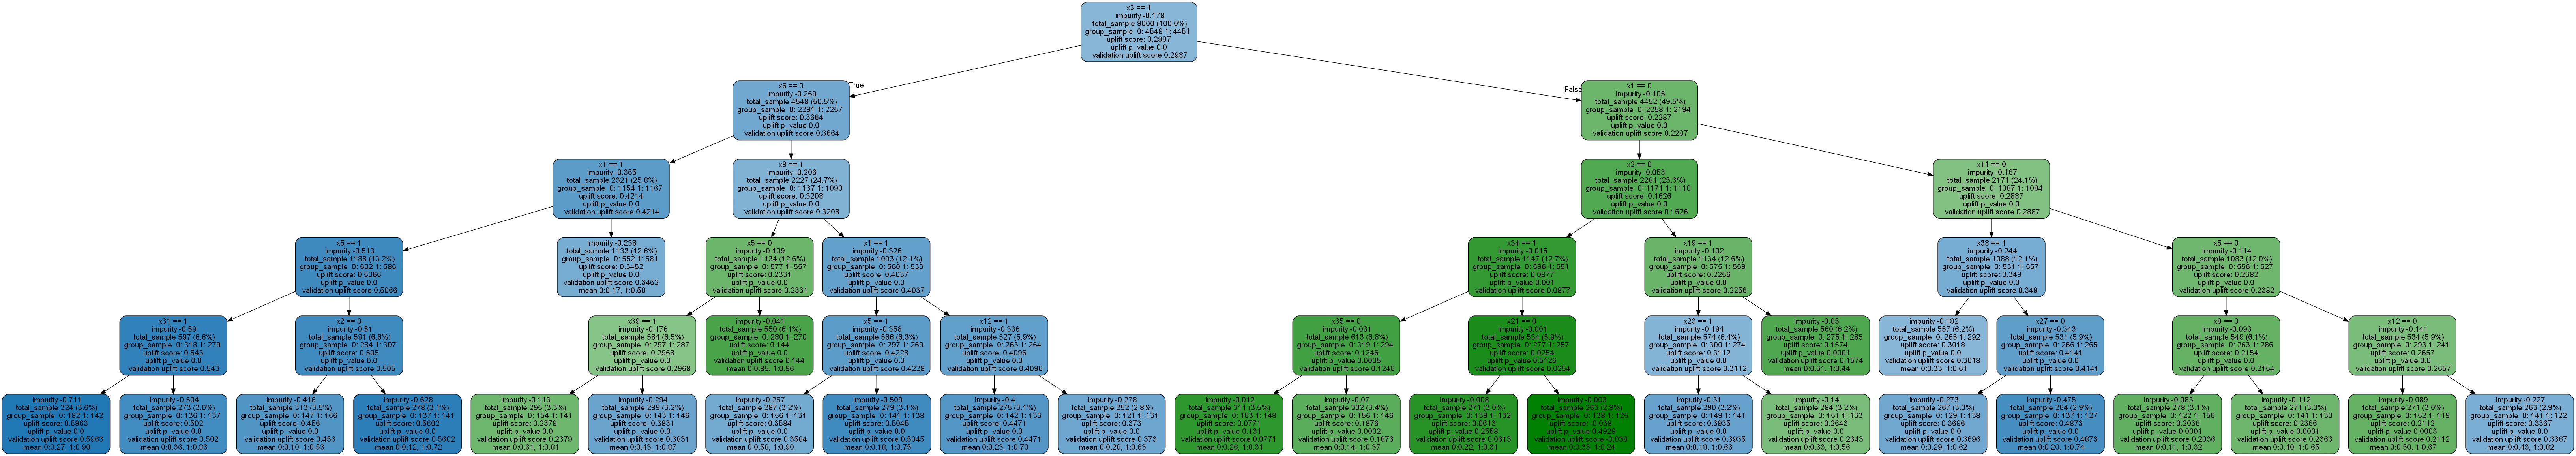 x3 == 1
impurity -0.178
total_sample 9000 (100.0%)
group_sample 0: 4549 1: 4451
uplift score: 0.2987
uplift p_value 0.0
validation uplift score 0.2987
True
False
x6 == 0
impurity -0.269
total_sample 4548 (50.5%)
group_sample 0: 2291 1: 2257
uplift score: 0.3664
uplift p_value 0.0
validation uplift score 0.3664
x1 == 0
impurity -0.105
total_sample 4452 (49.5%)
group_sample 0: 2258 1: 2194
uplift score: 0.2287
uplift p_value 0.0
validation uplift score 0.2287
x1 == 1
impurity -0.355
total_sample 2321 (25.8%)
group_sample 0: 1154 1: 1167
uplift score: 0.4214
uplift p_value 0.0
validation uplift score 0.4214
x8 == 1
impurity -0.206
total_sample 2227 (24.7%)
group_sample 0: 1137 1: 1090
uplift score: 0.3208
uplift p_value 0.0
validation uplift score 0.3208
x2 == 0
impurity -0.053
total_sample 2281 (25.3%)
group_sample 0: 1171 1: 1110
uplift score: 0.1626
uplift p_value 0.0
validation uplift score 0.1626
x11 == 0
impurity -0.167
total_sample 2171 (24.1%)
group_sample 0: 1087 1: 1084
uplift score: 0.2887
uplift p_value 0.0
validation uplift score 0.2887
x5 == 1
impurity -0.513
total_sample 1188 (13.2%)
group_sample 0: 602 1: 586
uplift score: 0.5066
uplift p_value 0.0
validation uplift score 0.5066
impurity -0.238
total_sample 1133 (12.6%)
group_sample 0: 552 1: 581
uplift score: 0.3452
uplift p_value 0.0
validation uplift score 0.3452
mean 0:0.17, 1:0.50
x5 == 0
impurity -0.109
total_sample 1134 (12.6%)
group_sample 0: 577 1: 557
uplift score: 0.2331
uplift p_value 0.0
validation uplift score 0.2331
x1 == 1
impurity -0.326
total_sample 1093 (12.1%)
group_sample 0: 560 1: 533
uplift score: 0.4037
uplift p_value 0.0
validation uplift score 0.4037
x34 == 1
impurity -0.015
total_sample 1147 (12.7%)
group_sample 0: 596 1: 551
uplift score: 0.0877
uplift p_value 0.001
validation uplift score 0.0877
x19 == 1
impurity -0.102
total_sample 1134 (12.6%)
group_sample 0: 575 1: 559
uplift score: 0.2256
uplift p_value 0.0
validation uplift score 0.2256
x38 == 1
impurity -0.244
total_sample 1088 (12.1%)
group_sample 0: 531 1: 557
uplift score: 0.349
uplift p_value 0.0
validation uplift score 0.349
x5 == 0
impurity -0.114
total_sample 1083 (12.0%)
group_sample 0: 556 1: 527
uplift score: 0.2382
uplift p_value 0.0
validation uplift score 0.2382
x31 == 1
impurity -0.59
total_sample 597 (6.6%)
group_sample 0: 318 1: 279
uplift score: 0.543
uplift p_value 0.0
validation uplift score 0.543
x2 == 0
impurity -0.51
total_sample 591 (6.6%)
group_sample 0: 284 1: 307
uplift score: 0.505
uplift p_value 0.0
validation uplift score 0.505
x39 == 1
impurity -0.176
total_sample 584 (6.5%)
group_sample 0: 297 1: 287
uplift score: 0.2968
uplift p_value 0.0
validation uplift score 0.2968
impurity -0.041
total_sample 550 (6.1%)
group_sample 0: 280 1: 270
uplift score: 0.144
uplift p_value 0.0
validation uplift score 0.144
mean 0:0.85, 1:0.96
x5 == 1
impurity -0.358
total_sample 566 (6.3%)
group_sample 0: 297 1: 269
uplift score: 0.4228
uplift p_value 0.0
validation uplift score 0.4228
x12 == 1
impurity -0.336
total_sample 527 (5.9%)
group_sample 0: 263 1: 264
uplift score: 0.4096
uplift p_value 0.0
validation uplift score 0.4096
x35 == 0
impurity -0.031
total_sample 613 (6.8%)
group_sample 0: 319 1: 294
uplift score: 0.1246
uplift p_value 0.0005
validation uplift score 0.1246
x21 == 0
impurity -0.001
total_sample 534 (5.9%)
group_sample 0: 277 1: 257
uplift score: 0.0254
uplift p_value 0.5126
validation uplift score 0.0254
x23 == 1
impurity -0.194
total_sample 574 (6.4%)
group_sample 0: 300 1: 274
uplift score: 0.3112
uplift p_value 0.0
validation uplift score 0.3112
impurity -0.05
total_sample 560 (6.2%)
group_sample 0: 275 1: 285
uplift score: 0.1574
uplift p_value 0.0001
validation uplift score 0.1574
mean 0:0.31, 1:0.44
impurity -0.182
total_sample 557 (6.2%)
group_sample 0: 265 1: 292
uplift score: 0.3018
uplift p_value 0.0
validation uplift score 0.3018
mean 0:0.33, 1:0.61
x27 == 0
impurity -0.343
total_sample 531 (5.9%)
group_sample 0: 266 1: 265
uplift score: 0.4141
uplift p_value 0.0
validation uplift score 0.4141
x8 == 0
impurity -0.093
total_sample 549 (6.1%)
group_sample 0: 263 1: 286
uplift score: 0.2154
uplift p_value 0.0
validation uplift score 0.2154
x12 == 0
impurity -0.141
total_sample 534 (5.9%)
group_sample 0: 293 1: 241
uplift score: 0.2657
uplift p_value 0.0
validation uplift score 0.2657
impurity -0.711
total_sample 324 (3.6%)
group_sample 0: 182 1: 142
uplift score: 0.5963
uplift p_value 0.0
validation uplift score 0.5963
mean 0:0.27, 1:0.90
impurity -0.504
total_sample 273 (3.0%)
group_sample 0: 136 1: 137
uplift score: 0.502
uplift p_value 0.0
validation uplift score 0.502
mean 0:0.36, 1:0.83
impurity -0.416
total_sample 313 (3.5%)
group_sample 0: 147 1: 166
uplift score: 0.456
uplift p_value 0.0
validation uplift score 0.456
mean 0:0.10, 1:0.53
impurity -0.628
total_sample 278 (3.1%)
group_sample 0: 137 1: 141
uplift score: 0.5602
uplift p_value 0.0
validation uplift score 0.5602
mean 0:0.12, 1:0.72
impurity -0.113
total_sample 295 (3.3%)
group_sample 0: 154 1: 141
uplift score: 0.2379
uplift p_value 0.0
validation uplift score 0.2379
mean 0:0.61, 1:0.81
impurity -0.294
total_sample 289 (3.2%)
group_sample 0: 143 1: 146
uplift score: 0.3831
uplift p_value 0.0
validation uplift score 0.3831
mean 0:0.43, 1:0.87
impurity -0.257
total_sample 287 (3.2%)
group_sample 0: 156 1: 131
uplift score: 0.3584
uplift p_value 0.0
validation uplift score 0.3584
mean 0:0.58, 1:0.90
impurity -0.509
total_sample 279 (3.1%)
group_sample 0: 141 1: 138
uplift score: 0.5045
uplift p_value 0.0
validation uplift score 0.5045
mean 0:0.18, 1:0.75
impurity -0.4
total_sample 275 (3.1%)
group_sample 0: 142 1: 133
uplift score: 0.4471
uplift p_value 0.0
validation uplift score 0.4471
mean 0:0.23, 1:0.70
impurity -0.278
total_sample 252 (2.8%)
group_sample 0: 121 1: 131
uplift score: 0.373
uplift p_value 0.0
validation uplift score 0.373
mean 0:0.28, 1:0.63
impurity -0.012
total_sample 311 (3.5%)
group_sample 0: 163 1: 148
uplift score: 0.0771
uplift p_value 0.131
validation uplift score 0.0771
mean 0:0.26, 1:0.31
impurity -0.07
total_sample 302 (3.4%)
group_sample 0: 156 1: 146
uplift score: 0.1876
uplift p_value 0.0002
validation uplift score 0.1876
mean 0:0.14, 1:0.37
impurity -0.008
total_sample 271 (3.0%)
group_sample 0: 139 1: 132
uplift score: 0.0613
uplift p_value 0.2558
validation uplift score 0.0613
mean 0:0.22, 1:0.31
impurity -0.003
total_sample 263 (2.9%)
group_sample 0: 138 1: 125
uplift score: -0.038
uplift p_value 0.4929
validation uplift score -0.038
mean 0:0.33, 1:0.24
impurity -0.31
total_sample 290 (3.2%)
group_sample 0: 149 1: 141
uplift score: 0.3935
uplift p_value 0.0
validation uplift score 0.3935
mean 0:0.18, 1:0.63
impurity -0.14
total_sample 284 (3.2%)
group_sample 0: 151 1: 133
uplift score: 0.2643
uplift p_value 0.0
validation uplift score 0.2643
mean 0:0.33, 1:0.56
impurity -0.273
total_sample 267 (3.0%)
group_sample 0: 129 1: 138
uplift score: 0.3696
uplift p_value 0.0
validation uplift score 0.3696
mean 0:0.29, 1:0.62
impurity -0.475
total_sample 264 (2.9%)
group_sample 0: 137 1: 127
uplift score: 0.4873
uplift p_value 0.0
validation uplift score 0.4873
mean 0:0.20, 1:0.74
impurity -0.083
total_sample 278 (3.1%)
group_sample 0: 122 1: 156
uplift score: 0.2036
uplift p_value 0.0001
validation uplift score 0.2036
mean 0:0.11, 1:0.32
impurity -0.112
total_sample 271 (3.0%)
group_sample 0: 141 1: 130
uplift score: 0.2366
uplift p_value 0.0001
validation uplift score 0.2366
mean 0:0.40, 1:0.65
impurity -0.089
total_sample 271 (3.0%)
group_sample 0: 152 1: 119
uplift score: 0.2112
uplift p_value 0.0003
validation uplift score 0.2112
mean 0:0.50, 1:0.67
impurity -0.227
total_sample 263 (2.9%)
group_sample 0: 141 1: 122
uplift score: 0.3367
uplift p_value 0.0
validation uplift score 0.3367
mean 0:0.43, 1:0.82